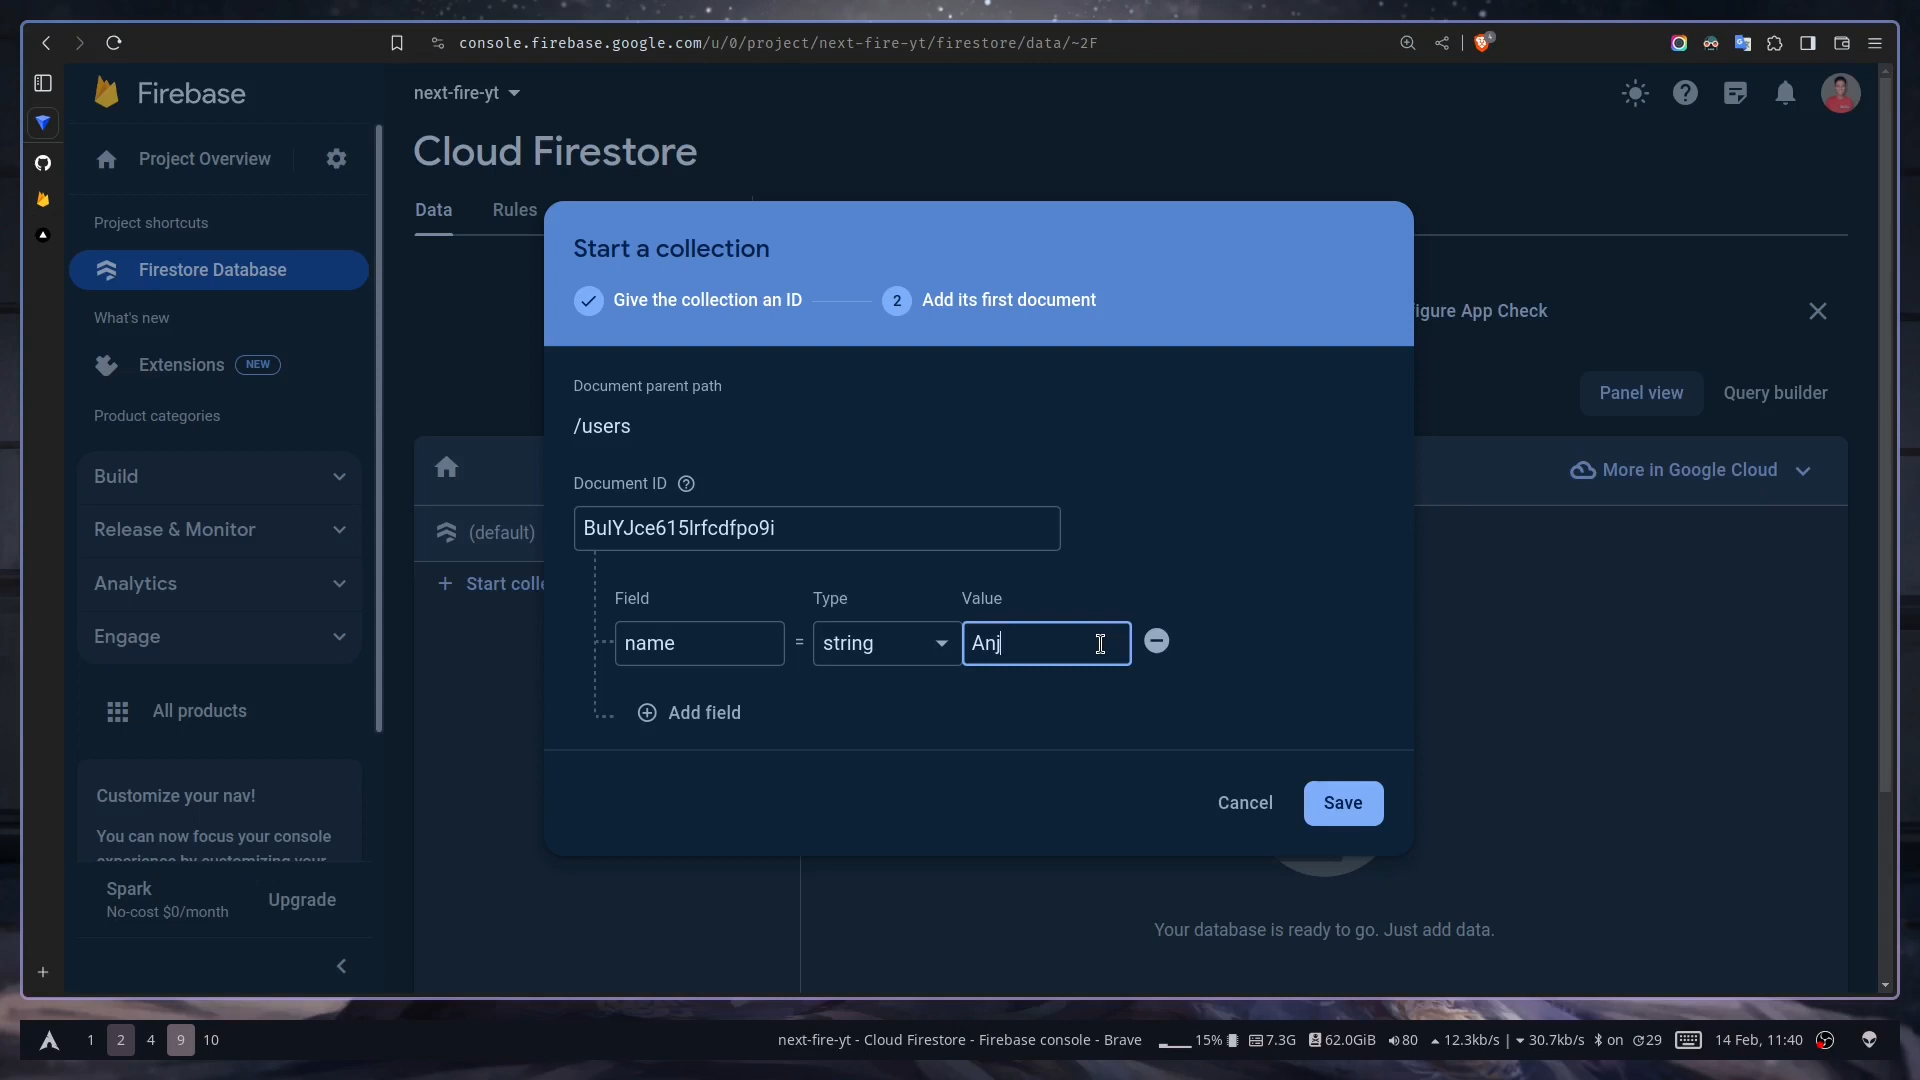 console.firebase.google.com/u/0/project/next-fire-yt/firestore/data/~2F
4
Firebase
next-fire-yt
Project Overview
Cloud Firestore
Project shortcuts
Data
Rules
Firestore Database
Start a collection
Give the collection an ID
2
Add its first document
What's new
igure App Check
Extensions
NEW
Document parent path
Product categories
Panel view
Query builder
/users
Build
More in Google Cloud
Document ID
Release & Monitor
(default)
BuIYJce615lrfcdfpo9i
Analytics
Start colle
Field
Type
Value
Engage
name
=
string
Anj
All products
Add field
Customize your nav!
Cancel
Save
You can now focus your console
experience by customizing your
Spark
No-cost $0/month
Upgrade
Your database is ready to go. Just add data.
1
2
4
9
10
next-fire-yt - Cloud Firestore - Firebase console - Brave
15%
7.3G
62.0GiB
80
12.3kb/s |
30.7kb/s
on
29
14 Feb, 11:40